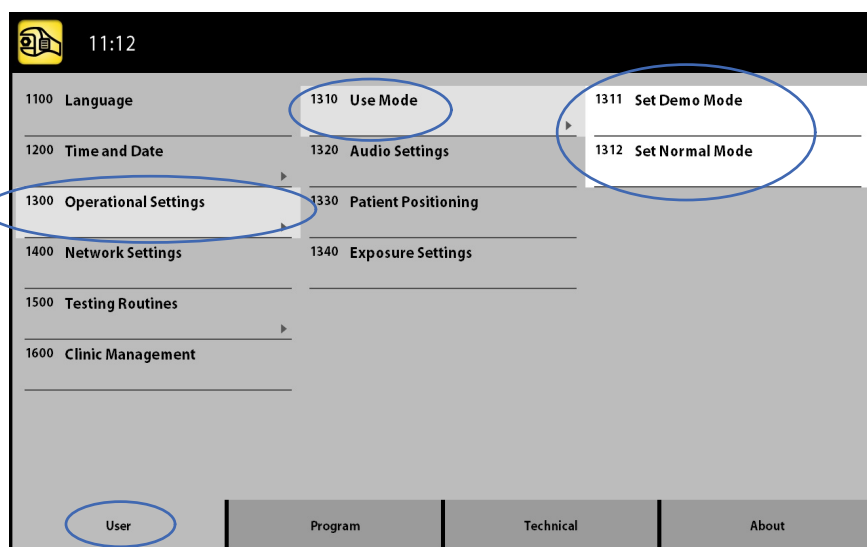 11:12
1100 Language
1200 Time and Date
1300 Operational Settings
1400 Network Settings
1500 Testing Routines
1600 Clinic Management
1310 Use Mode
1320 Audio Settings
1330 Patient Positioning
1340 Exposure Settings
1311 Set Demo Mode
1312 Set Normal Mode
User
Program
Technical
About